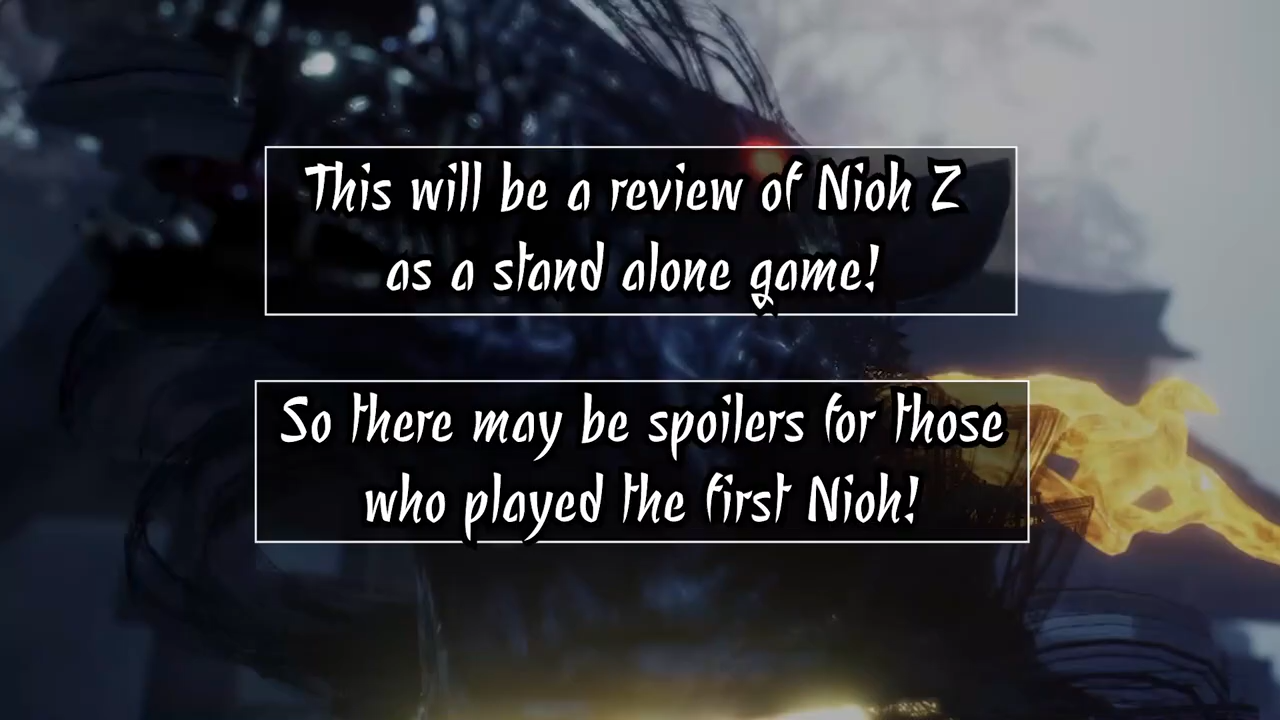 This will be a review of Nioh 2
as a stand alone game!
So there may be spoilers for those
who played the first Nioh!